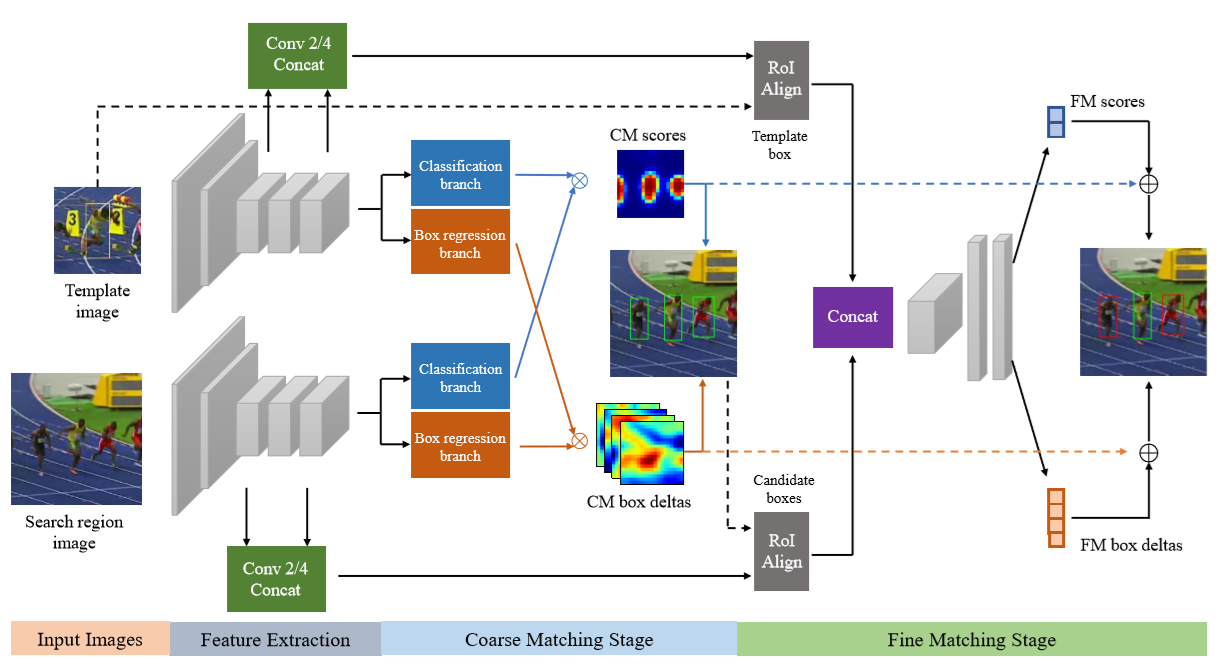 Conv 2/4
Concat
RoI
Align
Template
box
FM scores
CM scores
Classification
branch
Box regression
branch
3
2
Template
image
Concat
Classification
branch
Box regression
branch
Search region
image
CM box deltas
Candidate
boxes
RoI
Align
FM box deltas
Conv 2/4
Concat
Input Images
Feature Extraction
Coarse Matching Stage
Fine Matching Stage